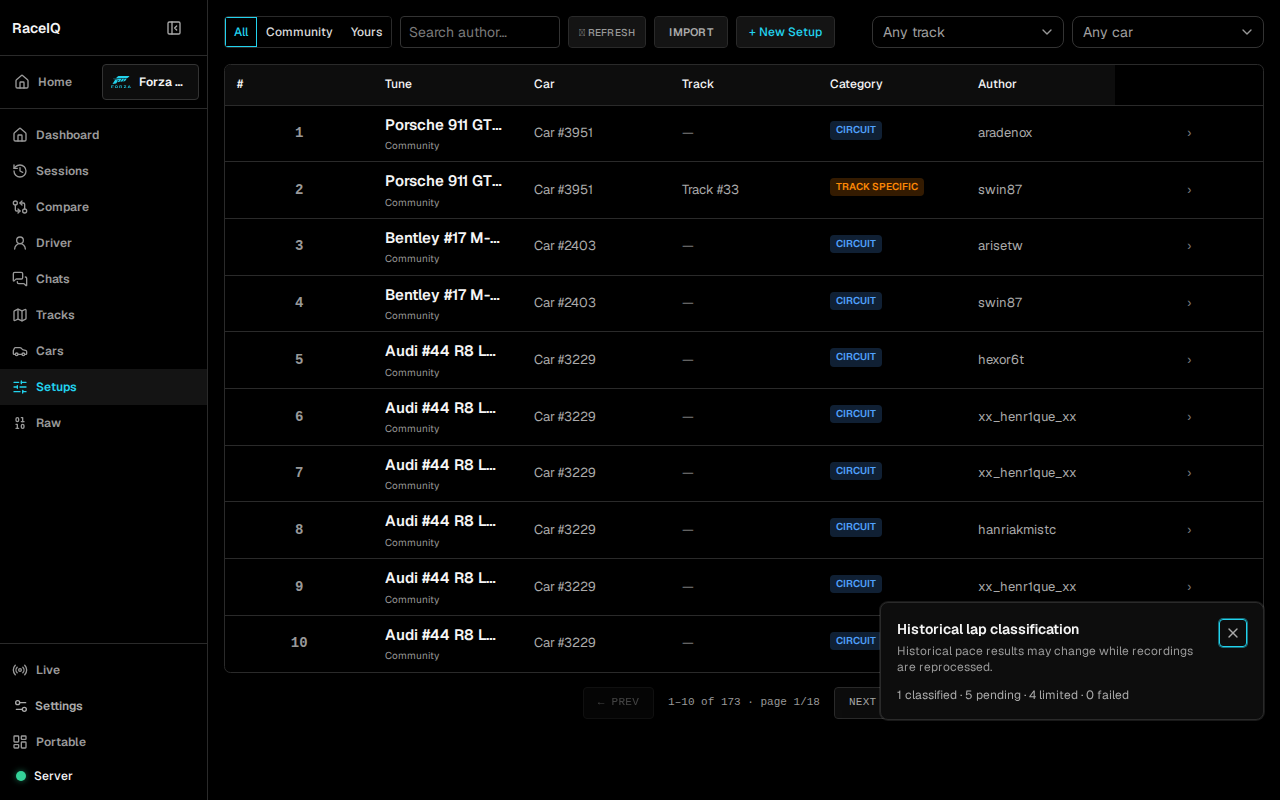 RaceIQ
Home
FORZA
Forza ...
Dashboard
Sessions
Compare
Driver
Chats
Tracks
Cars
Setups
Raw
Live
Settings
Portable
Server
All Community Yours
Search author...
REFRESH
IMPORT
+ New Setup
Any track
Any car
# Tune Car Track Category Author
1 Porsche 911 GT... Car #3951 — CIRCUIT aradenox ›
Community
2 Porsche 911 GT... Car #3951 Track #33 TRACK SPECIFIC swin87 ›
Community
3 Bentley #17 M-... Car #2403 — CIRCUIT arisetw ›
Community
4 Bentley #17 M-... Car #2403 — CIRCUIT swin87 ›
Community
5 Audi #44 R8 L... Car #3229 — CIRCUIT hexor6t ›
Community
6 Audi #44 R8 L... Car #3229 — CIRCUIT xx_henr1que_xx ›
Community
7 Audi #44 R8 L... Car #3229 — CIRCUIT xx_henr1que_xx ›
Community
8 Audi #44 R8 L... Car #3229 — CIRCUIT hanriakmistc ›
Community
9 Audi #44 R8 L... Car #3229 — CIRCUIT xx_henr1que_xx ›
Community
10 Audi #44 R8 L... Car #3229 — CIRCUIT
Community
← PREV 1–10 of 173 · page 1/18 NEXT
Historical lap classification
Historical pace results may change while recordings
are reprocessed.
1 classified · 5 pending · 4 limited · 0 failed